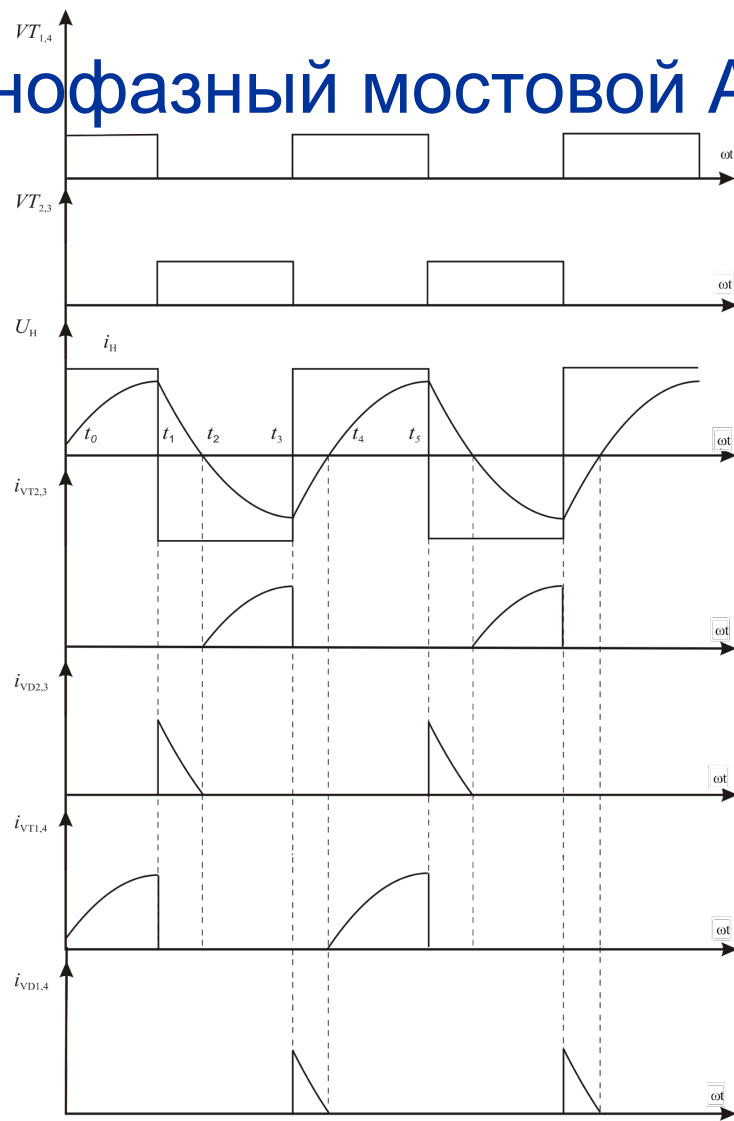 VT1,4
нофазный мостовой А
ωt
VT2,3
ωt
UН
iН
t0 t1 t2 t3 t4 t5
ωt
iVT2,3
ωt
iVD2,3
ωt
iVT1,4
ωt
iVD1,4
ωt